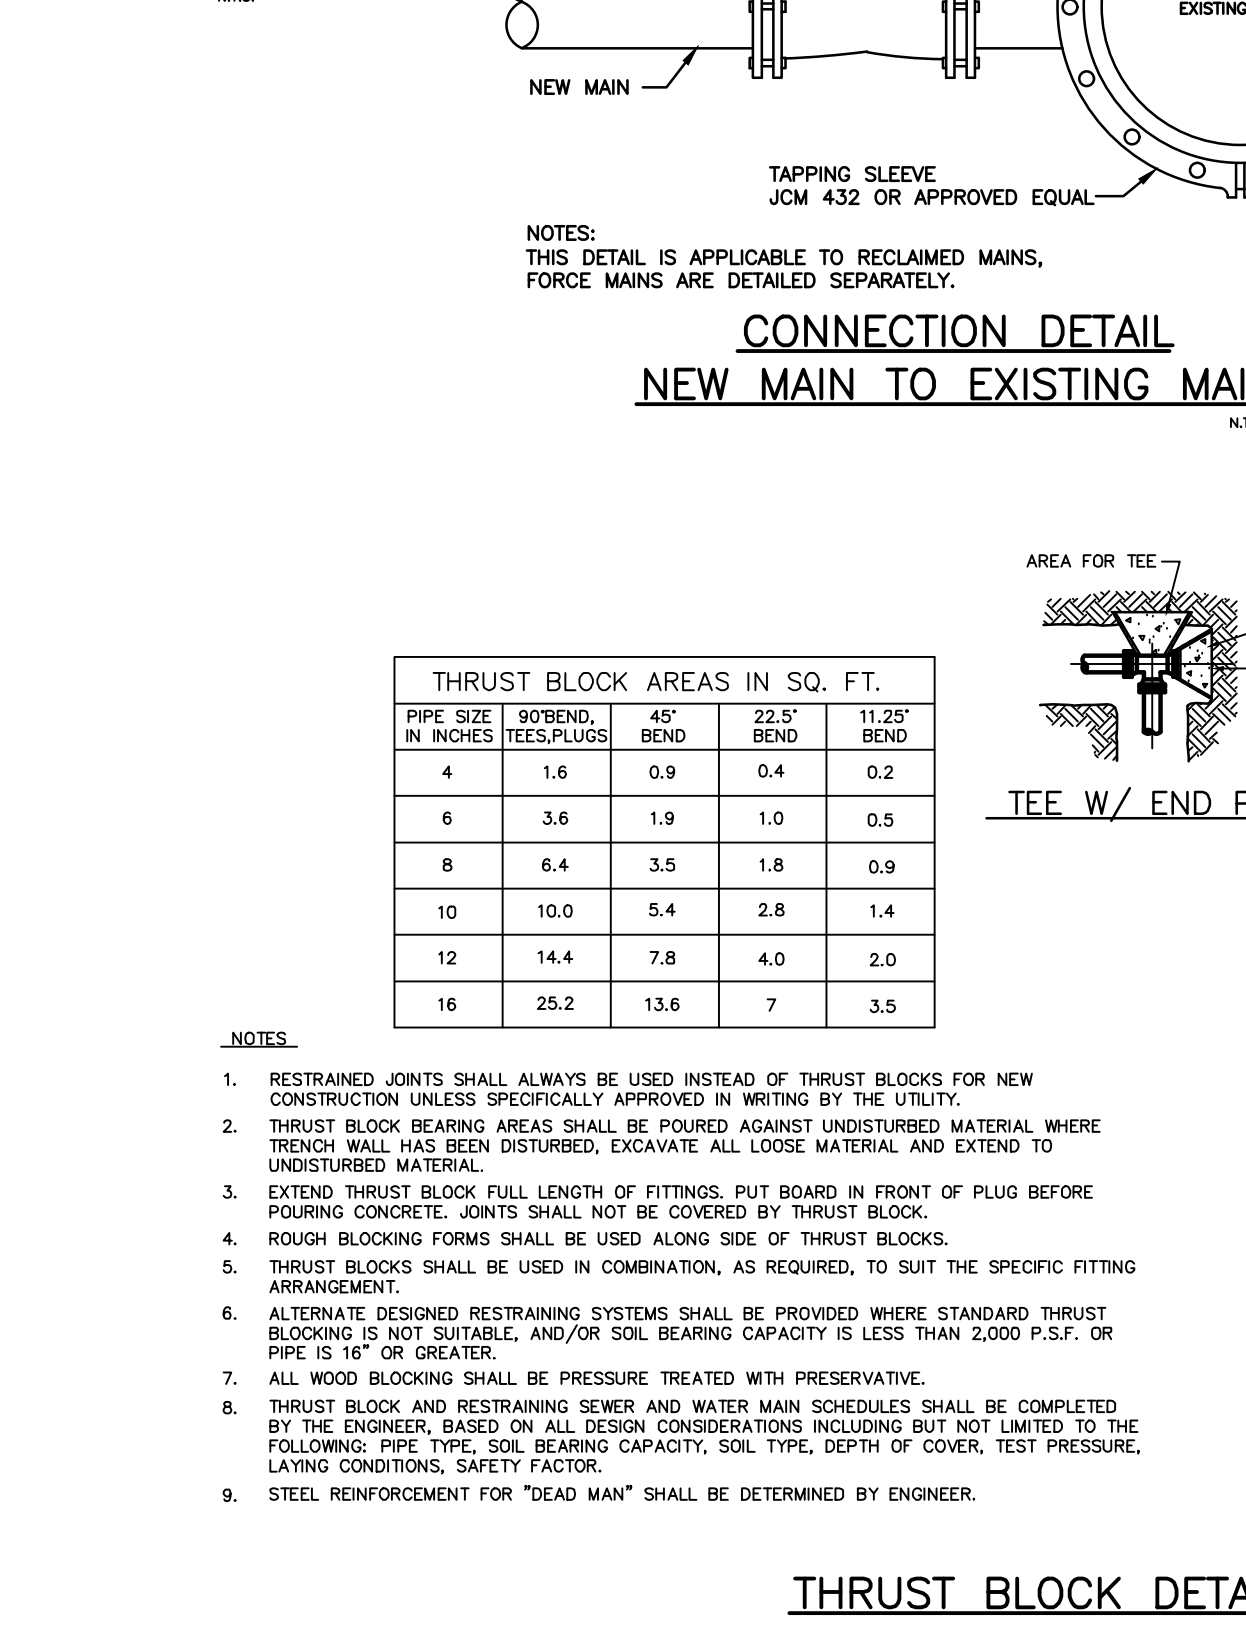 EXISTING
NEW MAIN
TAPPING SLEEVE
JCM 432 OR APPROVED EQUAL
NOTES:
THIS DETAIL IS APPLICABLE TO RECLAIMED MAINS,
FORCE MAINS ARE DETAILED SEPARATELY.
CONNECTION DETAIL
NEW MAIN TO EXISTING MAI
N.T
AREA FOR TEE
TEE W/ END
THRUST BLOCK AREAS IN SQ. FT.
PIPE SIZE IN INCHES 90°BEND, TEES,PLUGS 45° BEND 22.5° BEND 11.25° BEND
4 1.6 0.9 0.4 0.2
6 3.6 1.9 1.0 0.5
8 6.4 3.5 1.8 0.9
10 10.0 5.4 2.8 1.4
12 14.4 7.8 4.0 2.0
16 25.2 13.6 7 3.5
NOTES
1. RESTRAINED JOINTS SHALL ALWAYS BE USED INSTEAD OF THRUST BLOCKS FOR NEW
CONSTRUCTION UNLESS SPECIFICALLY APPROVED IN WRITING BY THE UTILITY.
2. THRUST BLOCK BEARING AREAS SHALL BE POURED AGAINST UNDISTURBED MATERIAL WHERE
TRENCH WALL HAS BEEN DISTURBED, EXCAVATE ALL LOOSE MATERIAL AND EXTEND TO
UNDISTURBED MATERIAL.
3. EXTEND THRUST BLOCK FULL LENGTH OF FITTINGS. PUT BOARD IN FRONT OF PLUG BEFORE
POURING CONCRETE. JOINTS SHALL NOT BE COVERED BY THRUST BLOCK.
4. ROUGH BLOCKING FORMS SHALL BE USED ALONG SIDE OF THRUST BLOCKS.
5. THRUST BLOCKS SHALL BE USED IN COMBINATION, AS REQUIRED, TO SUIT THE SPECIFIC FITTING
ARRANGEMENT.
6. ALTERNATE DESIGNED RESTRAINING SYSTEMS SHALL BE PROVIDED WHERE STANDARD THRUST
BLOCKING IS NOT SUITABLE, AND/OR SOIL BEARING CAPACITY IS LESS THAN 2,000 P.S.F. OR
PIPE IS 16" OR GREATER.
7. ALL WOOD BLOCKING SHALL BE PRESSURE TREATED WITH PRESERVATIVE.
8. THRUST BLOCK AND RESTRAINING SEWER AND WATER MAIN SCHEDULES SHALL BE COMPLETED
BY THE ENGINEER, BASED ON ALL DESIGN CONSIDERATIONS INCLUDING BUT NOT LIMITED TO THE
FOLLOWING: PIPE TYPE, SOIL BEARING CAPACITY, SOIL TYPE, DEPTH OF COVER, TEST PRESSURE,
LAYING CONDITIONS, SAFETY FACTOR.
9. STEEL REINFORCEMENT FOR "DEAD MAN" SHALL BE DETERMINED BY ENGINEER.
THRUST BLOCK DETA